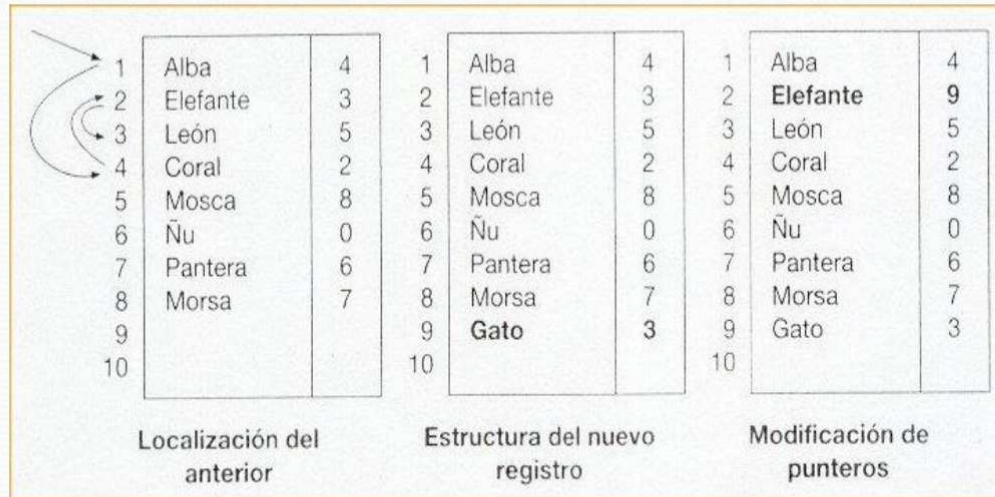 1 Alba 4
2 Elefante 3
3 León 5
4 Coral 2
5 Mosca 8
6 Ñu 0
7 Pantera 6
8 Morsa 7
9
10
Localización del
anterior
1 Alba 4
2 Elefante 3
3 León 5
4 Coral 2
5 Mosca 8
6 Ñu 0
7 Pantera 6
8 Morsa 7
9 Gato 3
10
Estructura del nuevo
registro
1 Alba 4
2 Elefante 9
3 León 5
4 Coral 2
5 Mosca 8
6 Ñu 0
7 Pantera 6
8 Morsa 7
9 Gato 3
10
Modificación de
punteros